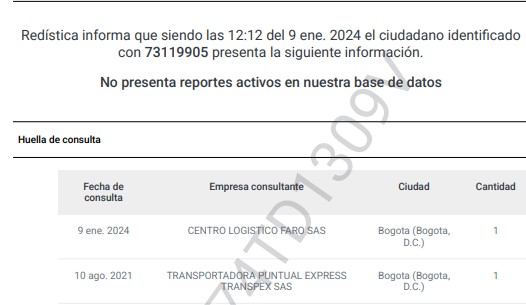 Redística informa que siendo las 12:12 del 9 ene. 2024 el ciudadano identificado
con 73119905 presenta la siguiente información.
No presenta reportes activos en nuestra base de datos
Huella de consulta
Fecha de
consulta
Empresa consultante
Ciudad
Cantidad
9 ene. 2024
CENTRO LOGISTICO FARO SAS
Bogota (Bogota,
D.C.)
1
10 ago. 2021
TRANSPORTADORA PUNTUAL EXPRESS
TRANSPEX SAS
Bogota (Bogota,
D.C.)
1